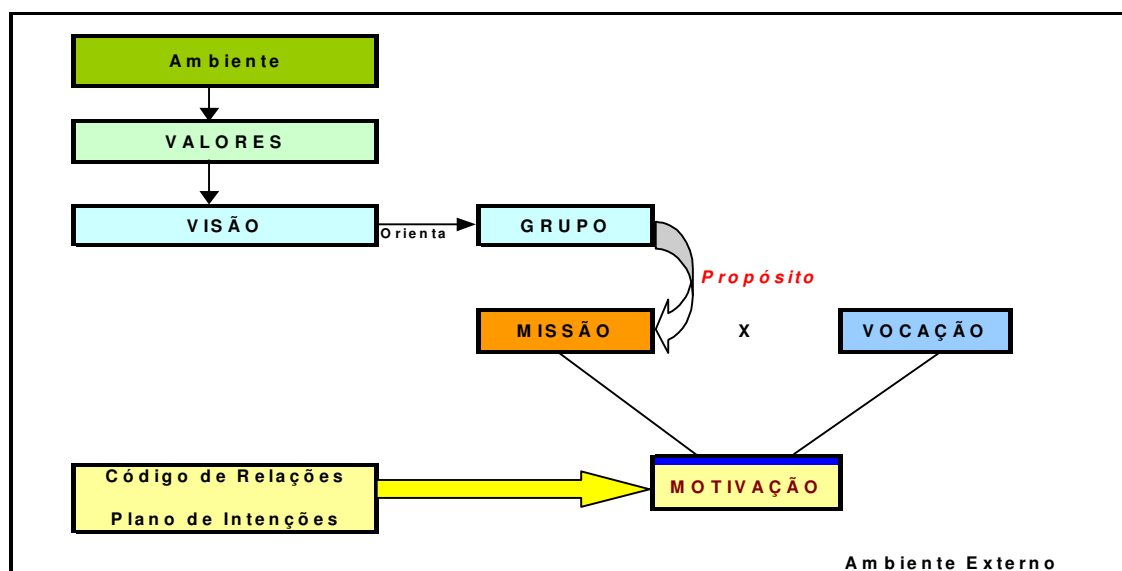 Ambiente
VALORES
VISÃO
Orienta
GRUPO
Propósito
MISSÃO
X
VOCAÇÃO
Código de Relações
Plano de Intenções
MOTIVAÇÃO
Ambiente Externo